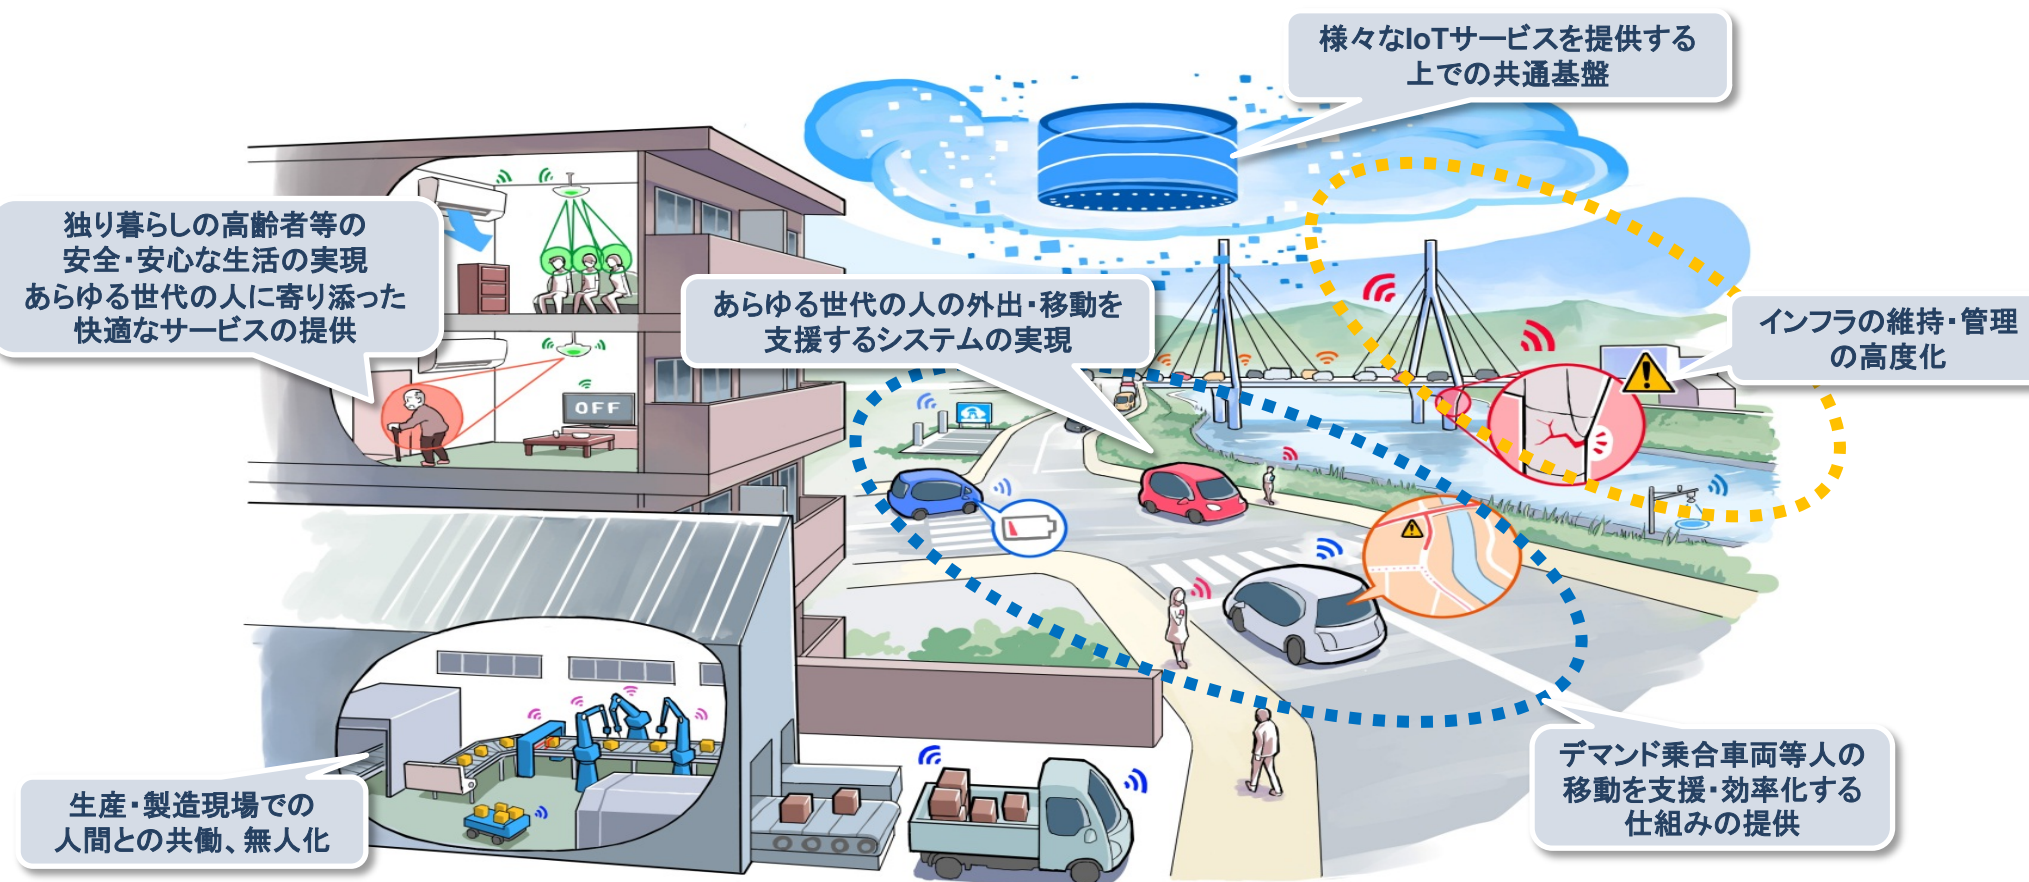 様々なIoTサービスを提供する
上での共通基盤
独り暮らしの高齢者等の
安全・安心な生活の実現
あらゆる世代の人に寄り添った
快適なサービスの提供
あらゆる世代の人の外出・移動を
支援するシステムの実現
インフラの維持・管理
の高度化
OFF
生産・製造現場での
人間との共働、無人化
デマンド乗合車両等人の
移動を支援・効率化する
仕組みの提供